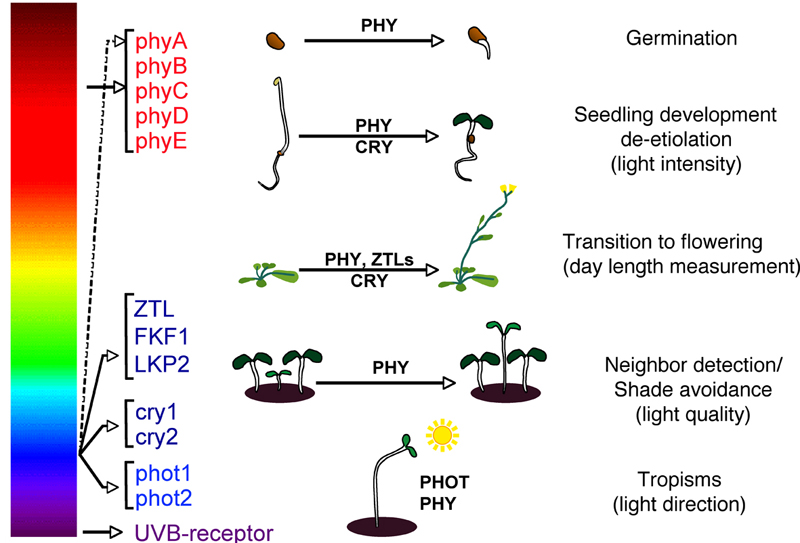 phyA
phyB
phyC
phyD
phyE
ZTL
FKF1
LKP2
cry1
cry2
phot1
phot2
UVB-receptor
PHY
Germination
PHY
CRY
Seedling development
de-etiolation
(light intensity)
PHY, ZTLs
CRY
Transition to flowering
(day length measurement)
PHY
Neighbor detection/
Shade avoidance
(light quality)
PHOT
PHY
Tropisms
(light direction)